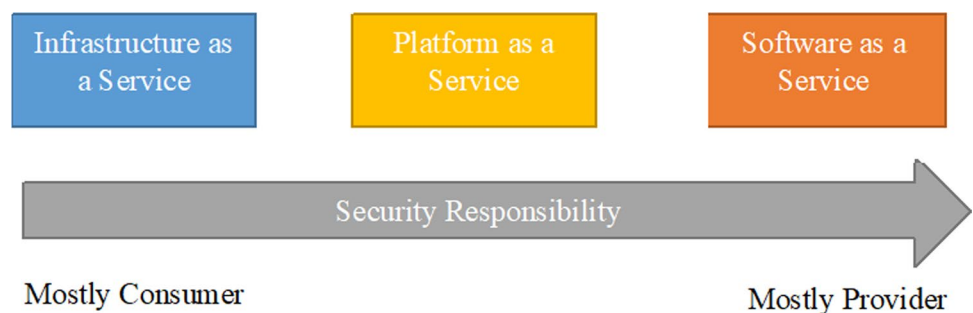 Infrastructure as
a Service
Platform as a
Service
Software as a
Service
Security Responsibility
Mostly Consumer
Mostly Provider